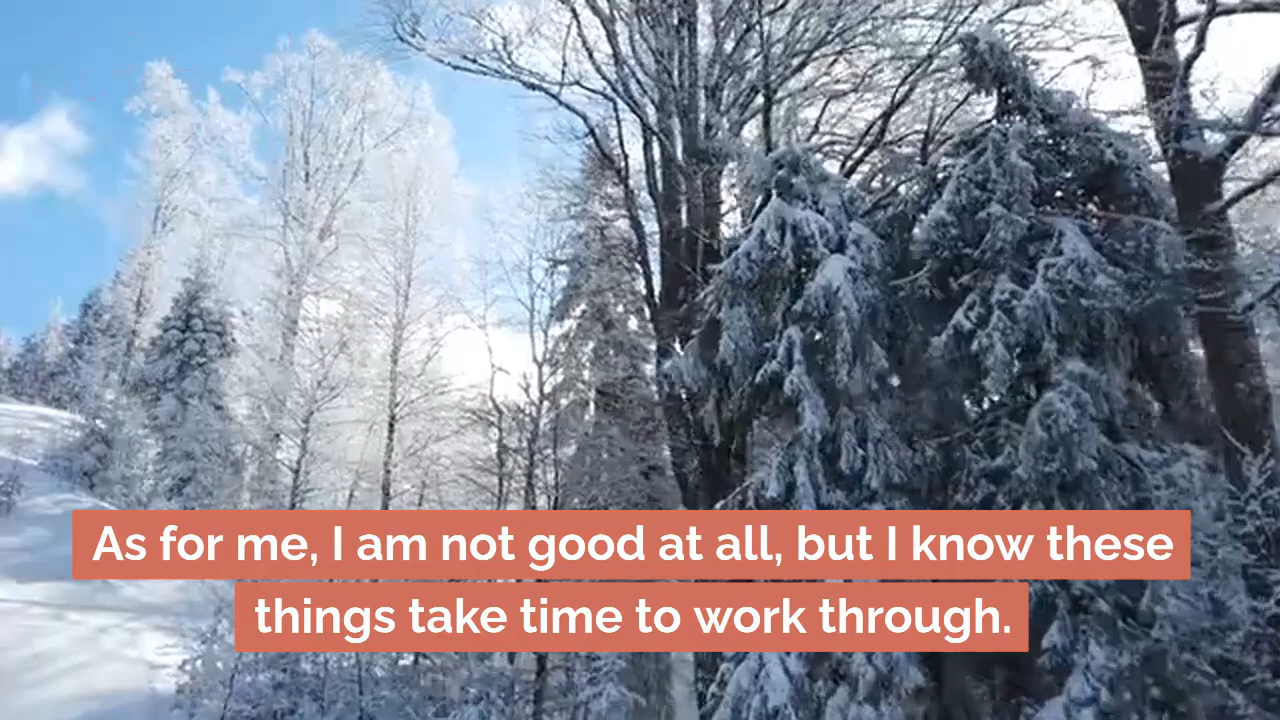 As for me, I am not good at all, but I know these
things take time to work through.